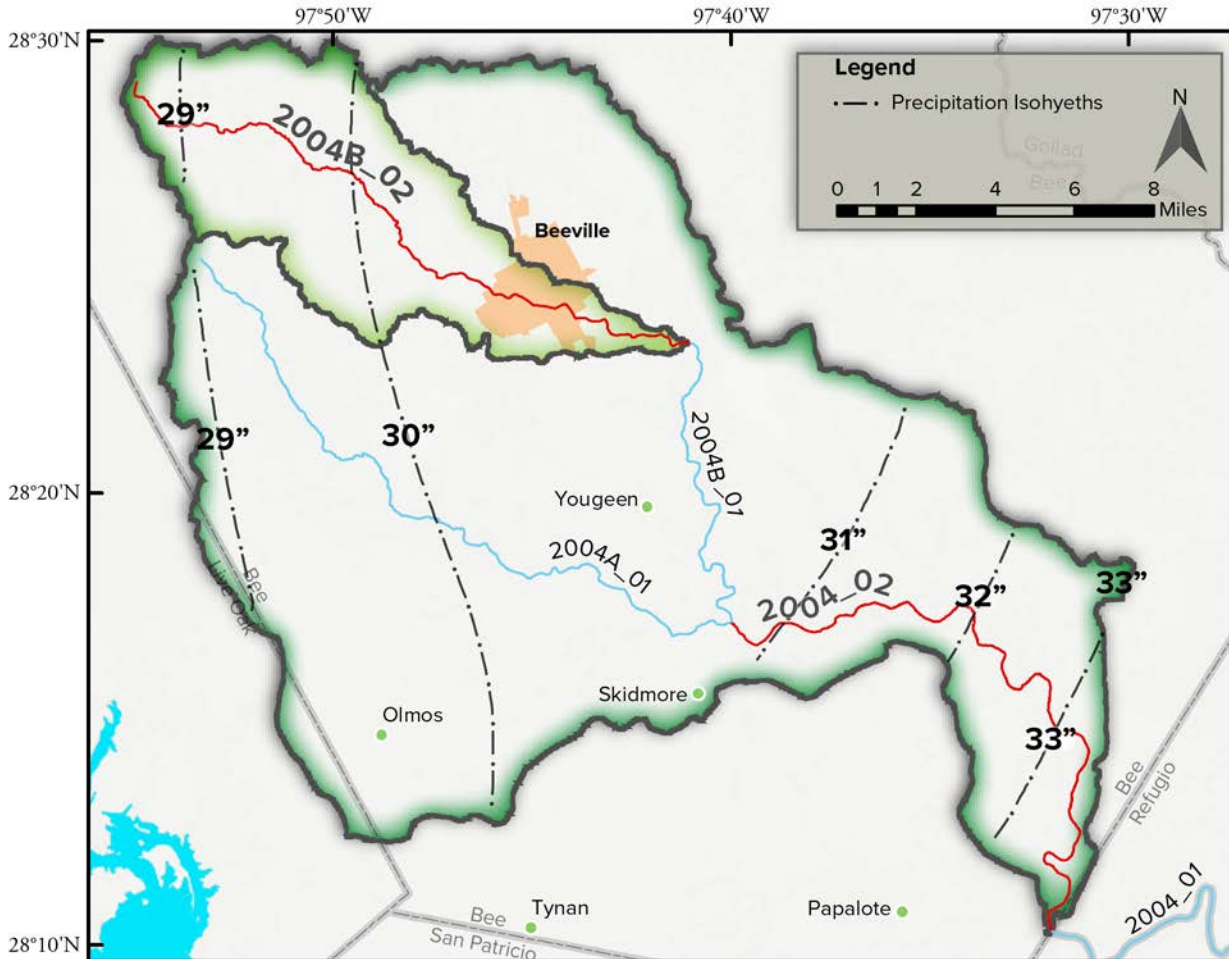 97°50'W
97°40'W
97°30'W
28°30'N
28°20'N
28°10'N
Legend
Precipitation Isohyeths
N
Goliad
Bee
0 1 2 4 6 8
Miles
29”
2004B_02
Beeville
29”
30”
2004B_01
Yougeen
2004A_01
31”
2004_02
32”
33”
Bee
Live Oak
Skidmore
Olmos
33”
Bee
Refugio
Tynan
Papalote
Bee
San Patricio
2004_01